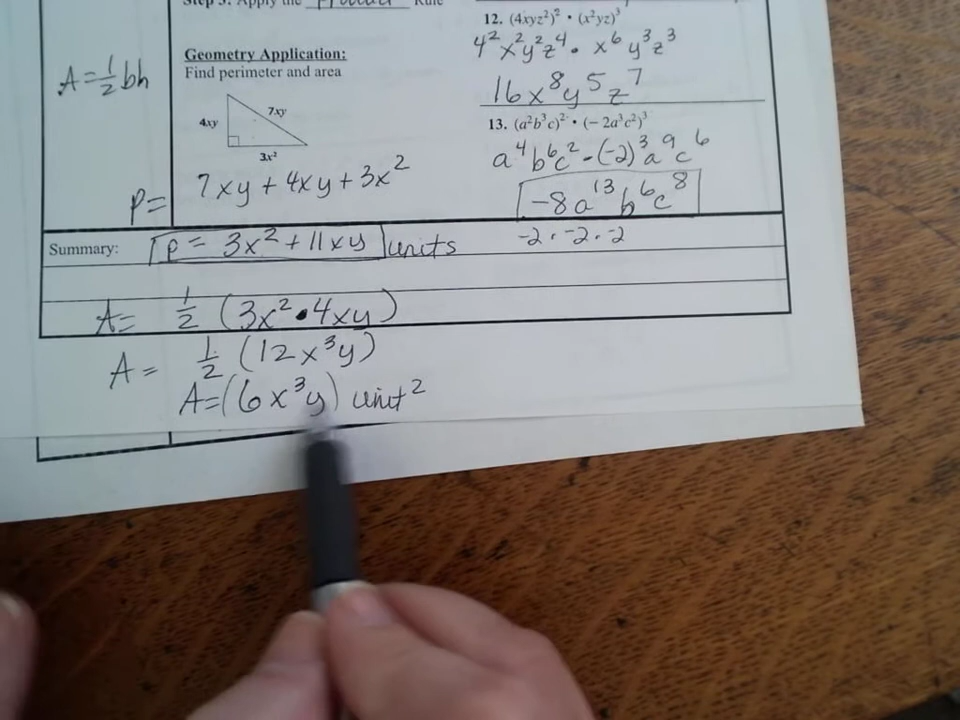 Step 3: Apply the product Rule
A = 1/2 bh
Geometry Application:
Find perimeter and area
4xy
7xy
3x²
P = 7xy + 4xy + 3x²
12. (4xyz²)² • (x²yz)³
4²x²y²z⁴ • x⁶y³z³
16x⁸y⁵z⁷
13. (a²b³c)² • (−2a³c²)³
a⁴b⁶c² - (-2)³a⁹c⁶
-8a¹³b⁶c⁸
-2 · -2 · -2
Summary: P = 3x² + 11xy units
A = 1/2 (3x² • 4xy)
A = 1/2 (12x³y)
A = (6x³y) unit²